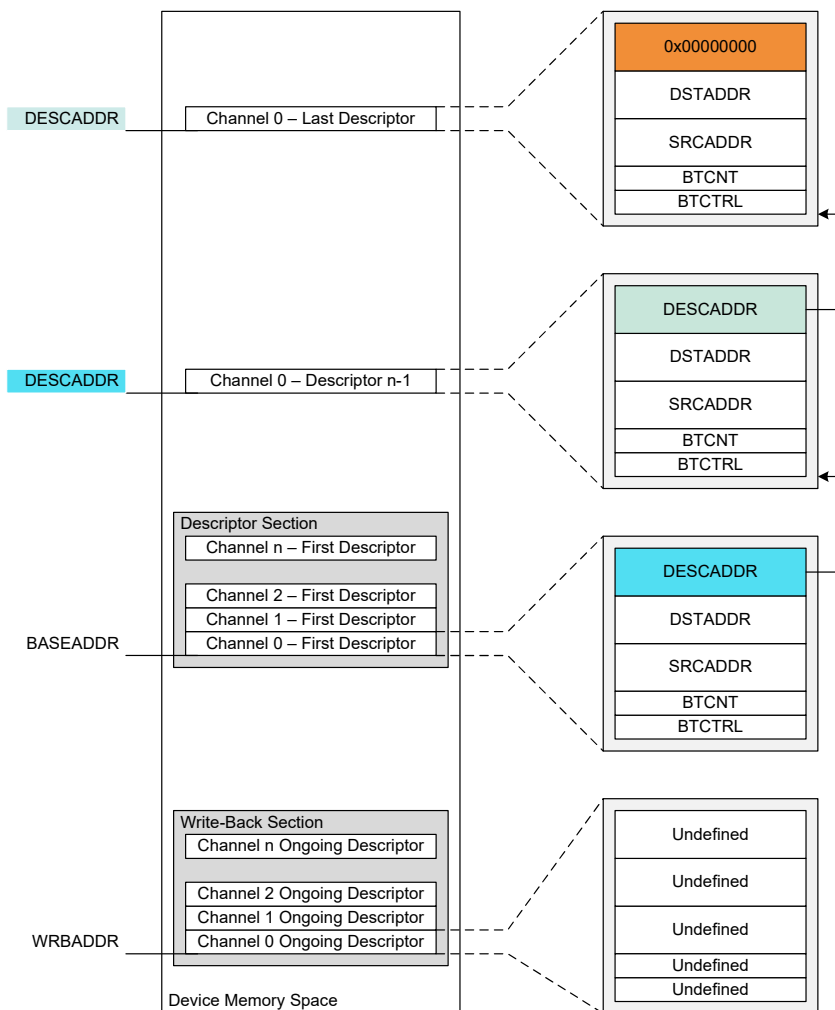 0x00000000
DESCADDR
Channel 0 – Last Descriptor
DSTADDR
SRCADDR
BTCNT
BTCTRL
DESCADDR
DESCADDR
Channel 0 – Descriptor n-1
DSTADDR
SRCADDR
BTCNT
BTCTRL
Descriptor Section
Channel n – First Descriptor
Channel 2 – First Descriptor
Channel 1 – First Descriptor
Channel 0 – First Descriptor
BASEADDR
DESCADDR
DSTADDR
SRCADDR
BTCNT
BTCTRL
Write-Back Section
Channel n Ongoing Descriptor
Channel 2 Ongoing Descriptor
Channel 1 Ongoing Descriptor
Channel 0 Ongoing Descriptor
WRBADDR
Undefined
Undefined
Undefined
Undefined
Undefined
Device Memory Space